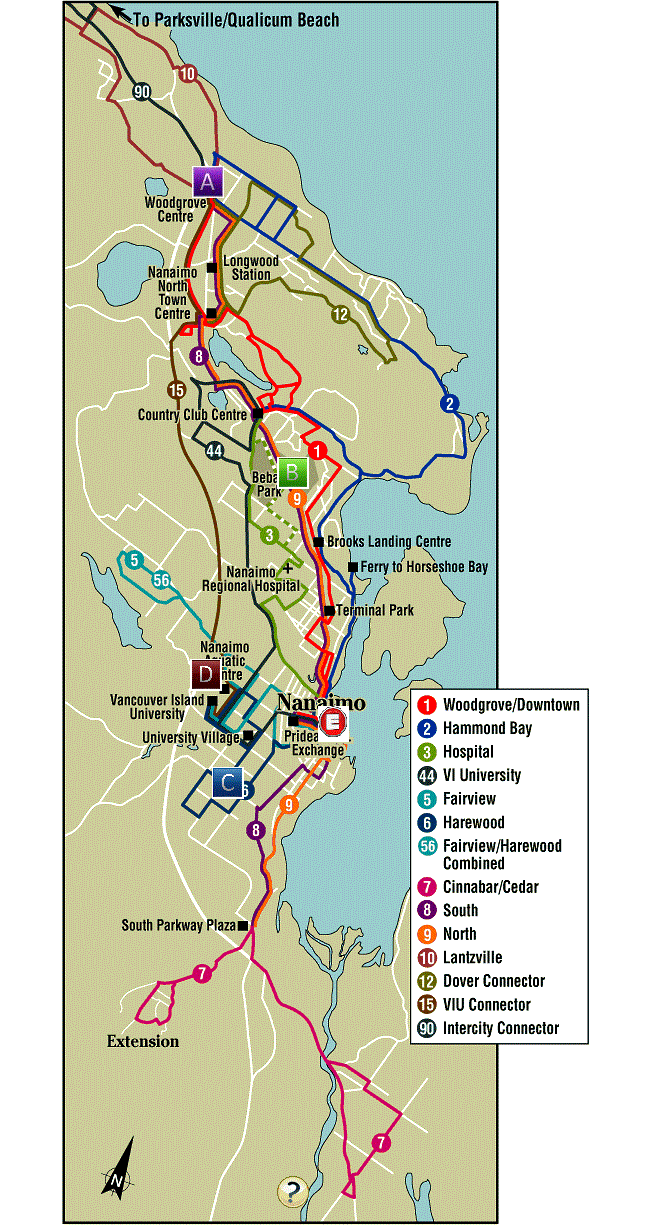 To Parksville/Qualicum Beach
10
90
A
Woodgrove
Centre
Longwood
Station
Nanaimo
North
Town
Centre
12
8
15
2
Country Club Centre
44
1
B
Park
9
3
Brooks Landing Centre
5
56
Nanaimo
Regional Hospital
Ferry to Horseshoe Bay
Terminal Park
Nanaimo
D
Vancouver Island
University
Nanaimo
E
Exchange
University Village
C
6
9
8
South Parkway Plaza
7
Extension
7
N
?
1 Woodgrove/Downtown
2 Hammond Bay
3 Hospital
44 VI University
5 Fairview
6 Harewood
56 Fairview/Harewood
Combined
7 Cinnabar/Cedar
8 South
9 North
10 Lantzville
12 Dover Connector
15 VIU Connector
90 Intercity Connector